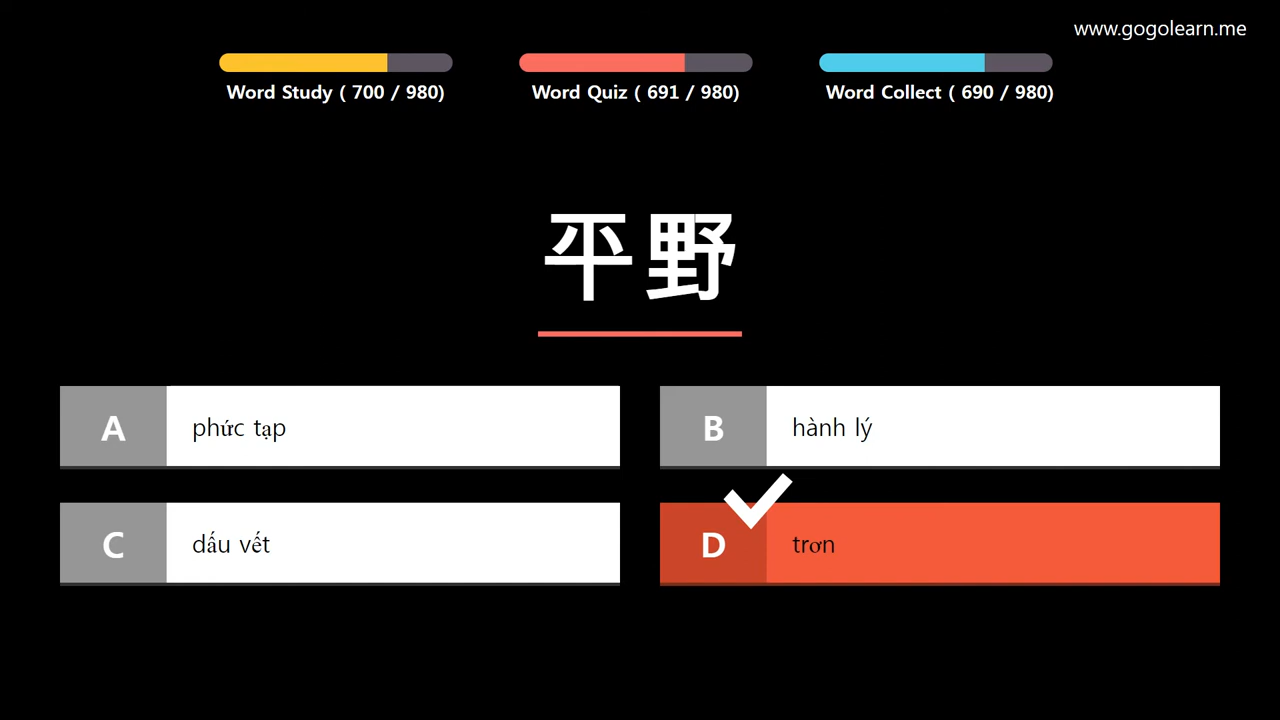 www.gogolearn.me
Word Study ( 700 / 980)
Word Quiz ( 691 / 980)
Word Collect ( 690 / 980)
平野
A phức tạp
B hành lý
C dấu vết
D trơn